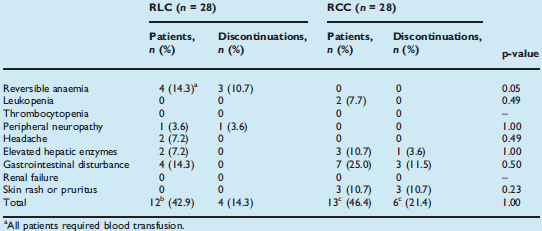 RLC (n = 28) RCC (n = 28)
Patients, Discontinuations, Patients, Discontinuations,
n (%) n (%) n (%) n (%) p-value
Reversible anaemia 4 (14.3)a 3 (10.7) 0 0 0.05
Leukopenia 0 0 2 (7.7) 0 0.49
Thrombocytopenia 0 0 0 0 –
Peripheral neuropathy 1 (3.6) 1 (3.6) 0 0 1.00
Headache 2 (7.2) 0 0 0 0.49
Elevated hepatic enzymes 2 (7.2) 0 3 (10.7) 1 (3.6) 1.00
Gastrointestinal disturbance 4 (14.3) 0 7 (25.0) 3 (11.5) 0.50
Renal failure 0 0 0 0 –
Skin rash or pruritus 0 0 3 (10.7) 3 (10.7) 0.23
Total 12b (42.9) 4 (14.3) 13c (46.4) 6c (21.4) 1.00
aAll patients required blood transfusion.